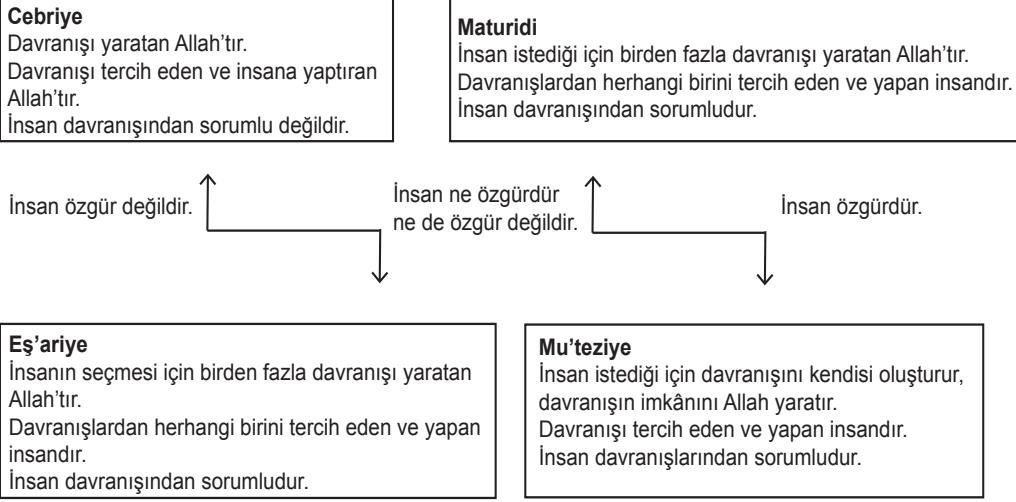 Cebriye
Davranışı yaratan Allah’tır.
Davranışı tercih eden ve insana yaptıran
Allah’tır.
İnsan davranışından sorumlu değildir.
Maturidi
İnsan istediği için birden fazla davranışı yaratan Allah’tır.
Davranışlardan herhangi birini tercih eden ve yapan insandır.
İnsan davranışından sorumludur.
İnsan özgür değildir.
İnsan ne özgürdür
ne de özgür değildir.
İnsan özgürdür.
Eş’ariye
İnsanın seçmesi için birden fazla davranışı yaratan
Allah’tır.
Davranışlardan herhangi birini tercih eden ve yapan
insandır.
İnsan davranışından sorumludur.
Mu’teziye
İnsan istediği için davranışını kendisi oluşturur,
davranışın imkânını Allah yaratır.
Davranışı tercih eden ve yapan insandır.
İnsan davranışlarından sorumludur.